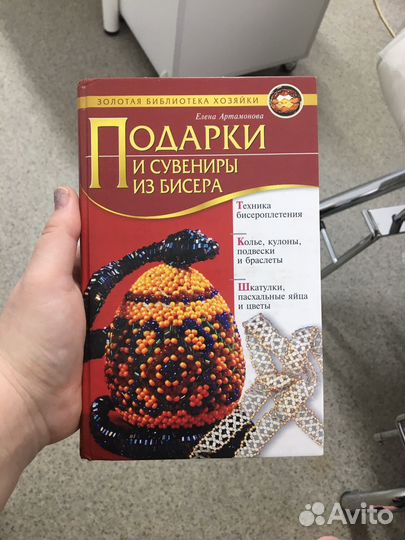 ЗОЛОТАЯ БИБЛИОТЕКА ХОЗЯЙКИ
Елена Артамонова
ПОДАРКИ
И СУВЕНИРЫ
ИЗ БИСЕРА
Техника
бисероплетения
Колье, кулоны,
подвески
и браслеты
Шкатулки,
пасхальные яйца
и цветы
Avito